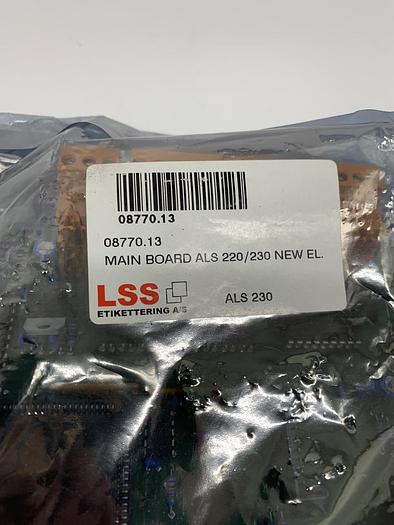 08770.13
08770.13
MAIN BOARD ALS 220/230 NEW EL.
LSS
ETIKETTERING A/S
ALS 230